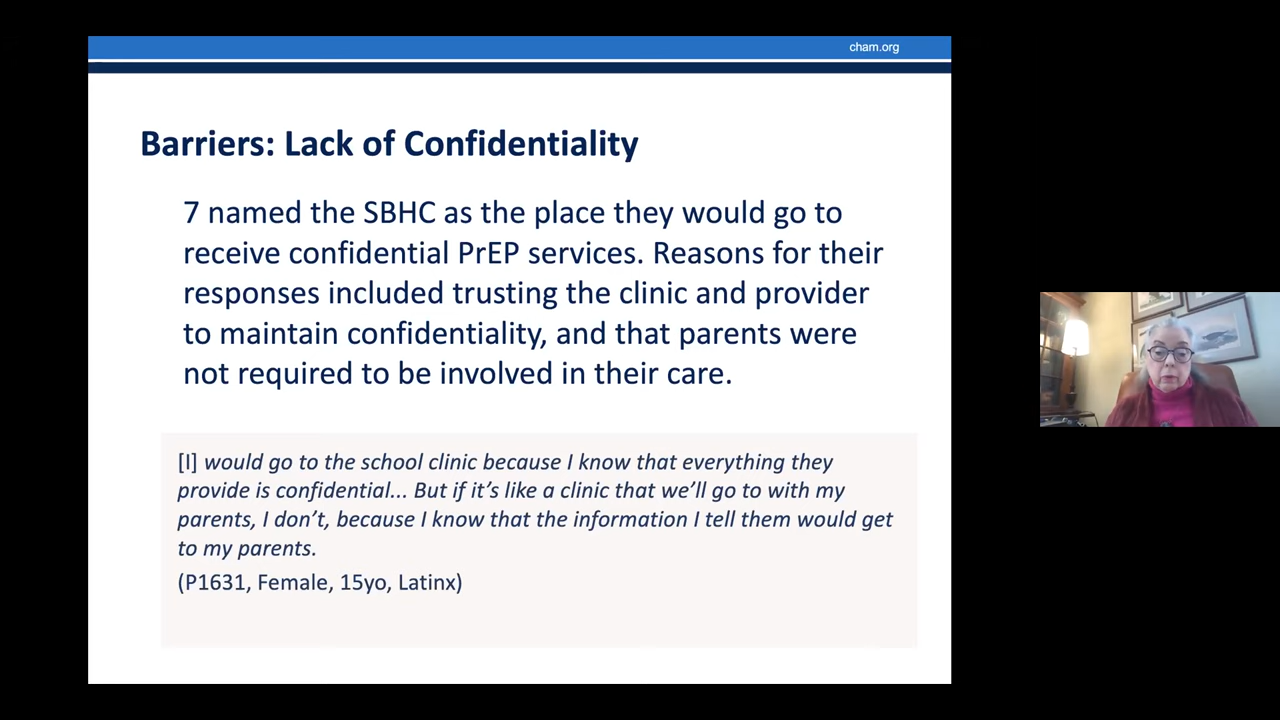 cham.org
Barriers: Lack of Confidentiality
7 named the SBHC as the place they would go to
receive confidential PrEP services. Reasons for their
responses included trusting the clinic and provider
to maintain confidentiality, and that parents were
not required to be involved in their care.
[I] would go to the school clinic because I know that everything they
provide is confidential... But if it’s like a clinic that we’ll go to with my
parents, I don’t, because I know that the information I tell them would get
to my parents.
(P1631, Female, 15yo, Latinx)